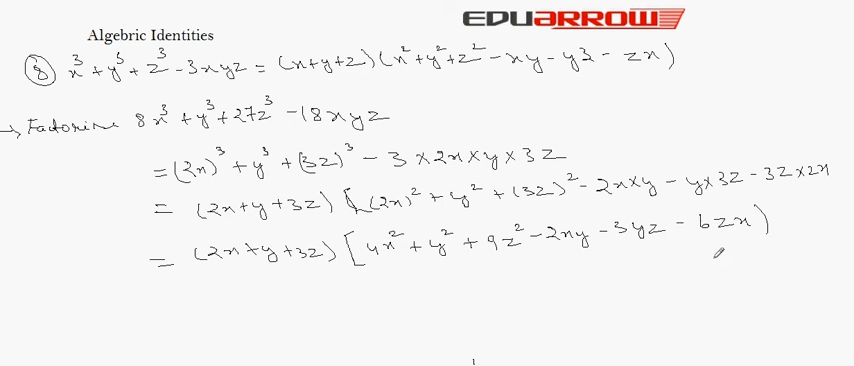 EDUARROW
Algebric Identities
⑧ x³ + y³ + z³ - 3xyz = (x+y+z)(x² + y² + z² - xy - yz - zx)
→ Factorise 8x³ + y³ + 27z³ - 18xyz
= (2x)³ + y³ + (3z)³ - 3 × 2x × y × 3z
= (2x + y + 3z) [(2x)² + y² + (3z)² - 2x×y - y×3z - 3z×2x
= (2x + y + 3z) [4x² + y² + 9z² - 2xy - 3yz - 6zx)
1